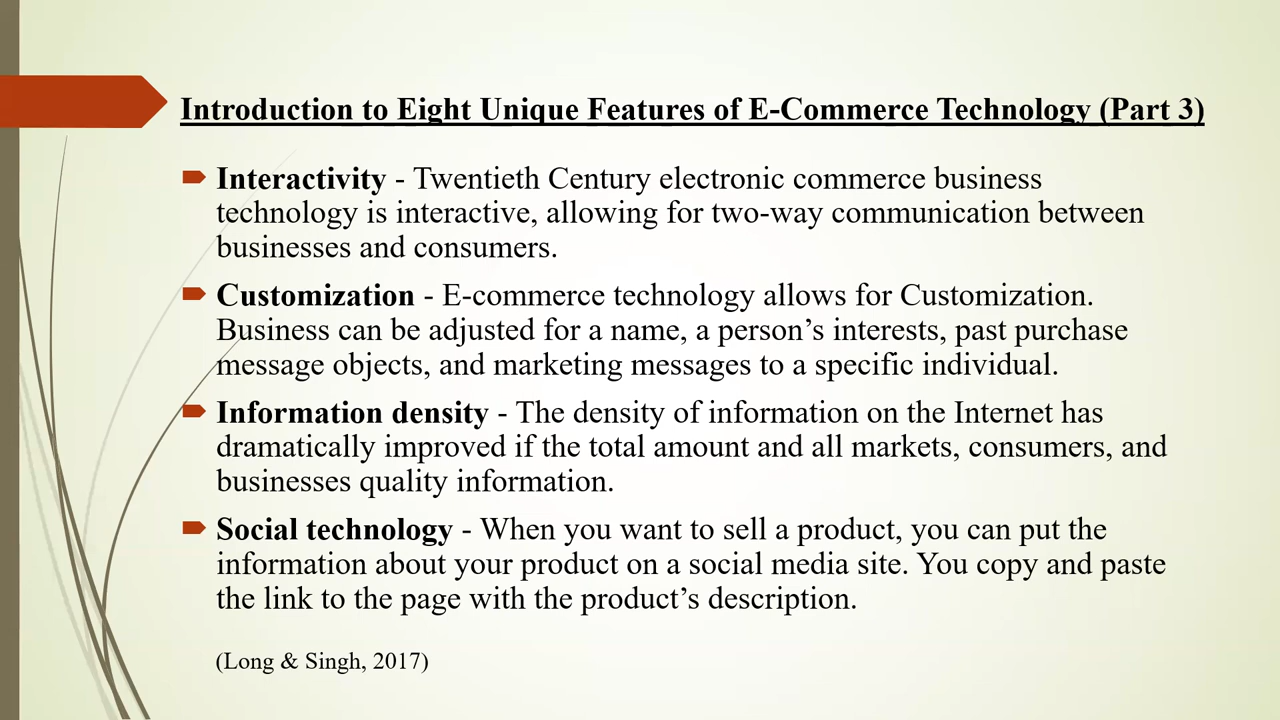 Introduction to Eight Unique Features of E-Commerce Technology (Part 3)
Interactivity - Twentieth Century electronic commerce business
technology is interactive, allowing for two-way communication between
businesses and consumers.
Customization - E-commerce technology allows for Customization.
Business can be adjusted for a name, a person’s interests, past purchase
message objects, and marketing messages to a specific individual.
Information density - The density of information on the Internet has
dramatically improved if the total amount and all markets, consumers, and
businesses quality information.
Social technology - When you want to sell a product, you can put the
information about your product on a social media site. You copy and paste
the link to the page with the product’s description.
(Long & Singh, 2017)